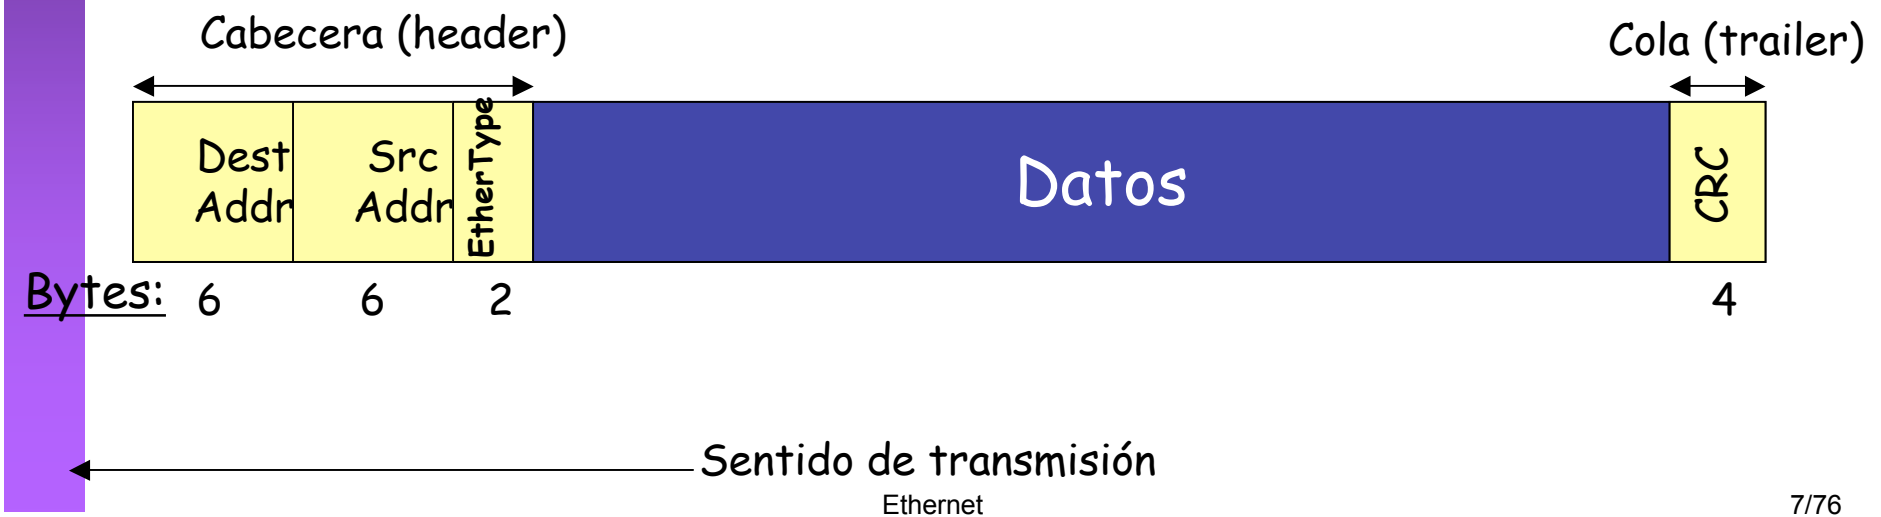 Cabecera (header)
Cola (trailer)
Dest
Addr
Src
Addr
EtherType
Datos
CRC
Bytes: 6 6 2 4
Sentido de transmisión
Ethernet
7/76